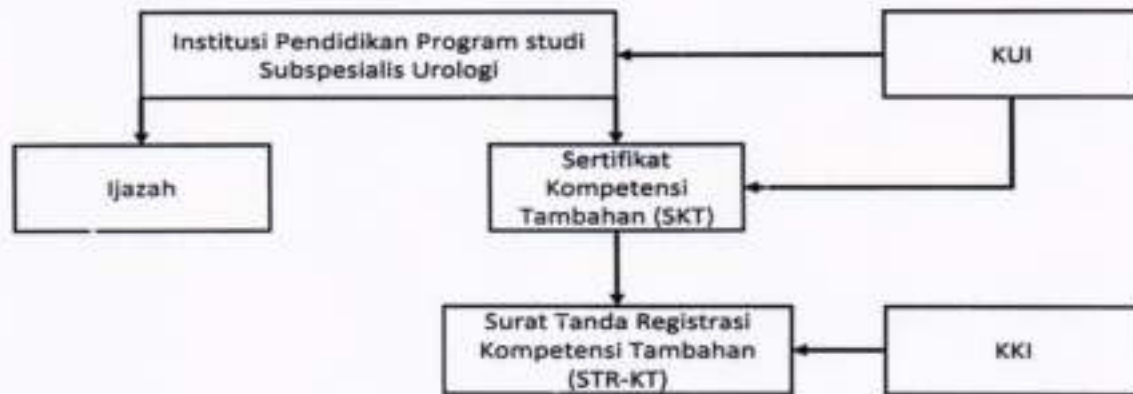 Institusi Pendidikan Program studi
Subspesialis Urologi
KUI
Ijazah
Sertifikat
Kompetensi
Tambahan (SKT)
Surat Tanda Registrasi
Kompetensi Tambahan
(STR-KT)
KKI